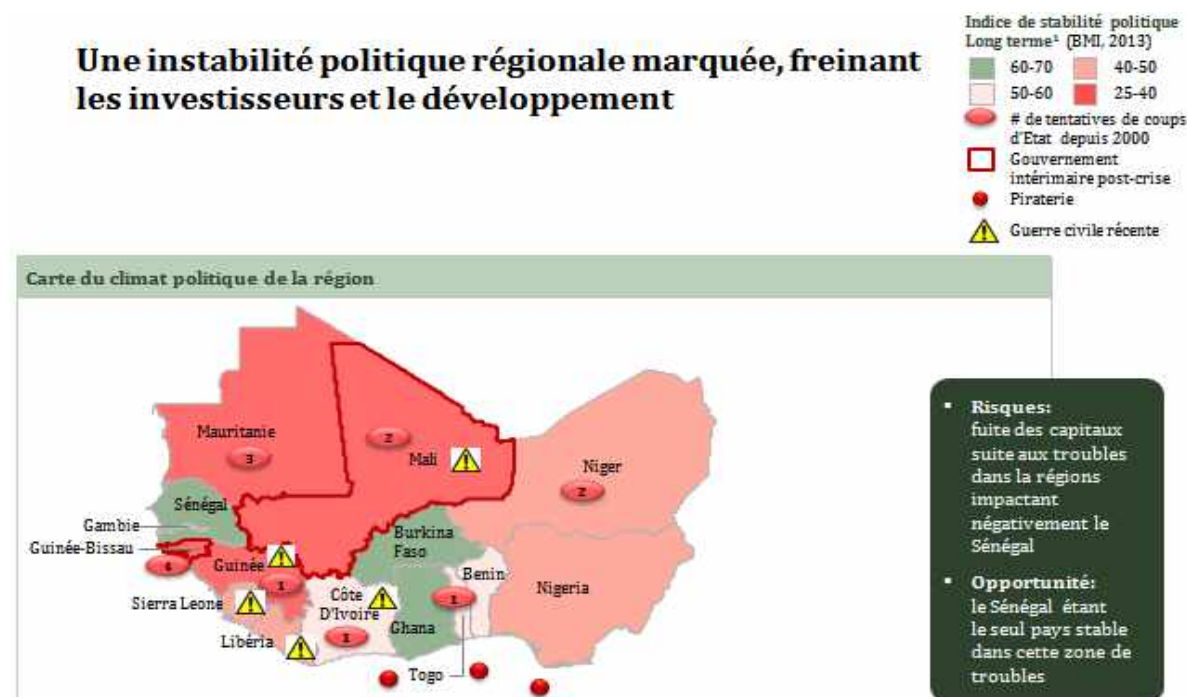 Une instabilité politique régionale marquée, freinant
les investisseurs et le développement
Indice de stabilité politique
Long terme¹ (BMI, 2013)
60-70
40-50
50-60
25-40
# de tentatives de coups
d'Etat depuis 2000
Gouvernement
intérimaire post-crise
Piraterie
Guerre civile récente
Carte du climat politique de la région
Mauritanie
3
2
Mali
Niger
2
Sénégal
Gambie
Guinée-Bissau
Guinée
1
Burkina
Faso
Benin
1
Nigeria
Sierra Leone
Côte
D'Ivoire
1
Ghana
Libéria
Togo
▪ Risques:
fuite des capitaux
suite aux troubles
dans la régions
impactant
négativement le
Sénégal
▪ Opportunité:
le Sénégal étant
le seul pays stable
dans cette zone de
troubles